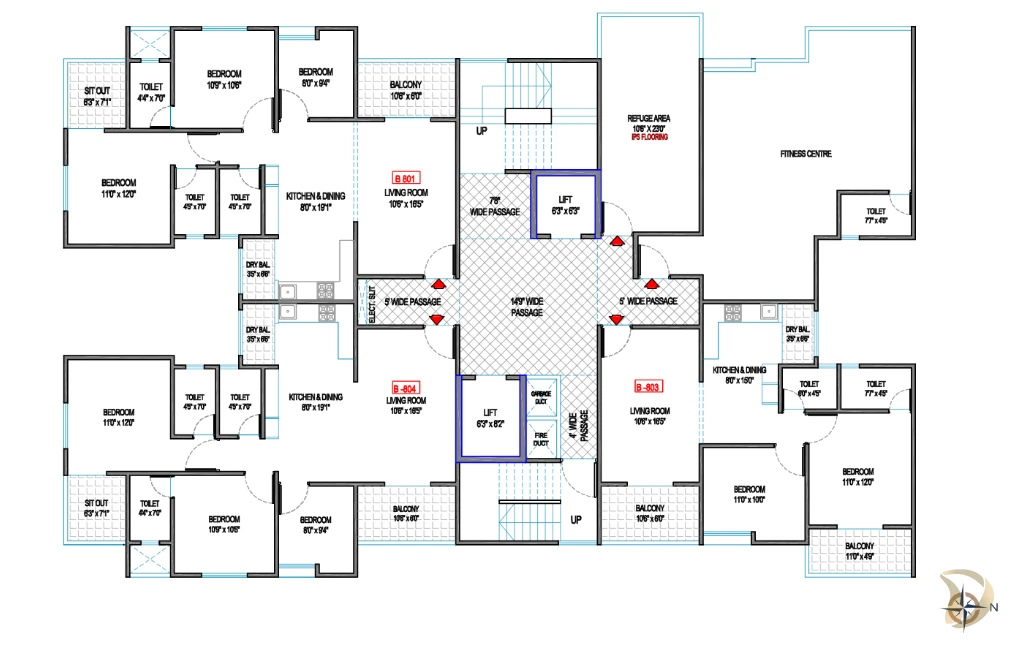 SIT OUT
6'3" x 7'1"
TOILET
4'4" x 7'0"
BEDROOM
10'9" x 10'6"
BEDROOM
8'0" x 9'4"
BALCONY
10'6" x 6'0"
UP
REFUGE AREA
10'6" X 23'0"
IPS FLOORING
FITNESS CENTRE
BEDROOM
11'0" x 12'0"
TOILET
4'5" x 7'0"
TOILET
4'5" x 7'0"
KITCHEN & DINING
8'0" x 19'1"
B 801
LIVING ROOM
10'6" x 16'5"
7'8"
WIDE PASSAGE
LIFT
6'3" x 6'3"
TOILET
7'7" x 4'5"
DRY BAL.
3'5" x 6'6"
ELECT. SLIT
5' WIDE PASSAGE
14'9" WIDE
PASSAGE
5' WIDE PASSAGE
DRY BAL.
3'5" x 6'6"
DRY BAL.
3'5" x 6'6"
BEDROOM
11'0" x 12'0"
TOILET
4'5" x 7'0"
TOILET
4'5" x 7'0"
KITCHEN & DINING
8'0" x 19'1"
B -804
LIVING ROOM
10'6" x 16'5"
LIFT
6'3" x 8'2"
GARBAGE
DUCT
FIRE
DUCT
4' WIDE
PASSAGE
B -803
LIVING ROOM
10'6" x 16'5"
KITCHEN & DINING
8'0" x 15'0"
TOILET
6'0" x 4'5"
TOILET
7'7" x 4'5"
SIT OUT
6'3" x 7'1"
TOILET
4'4" x 7'0"
BEDROOM
10'9" x 10'6"
BEDROOM
8'0" x 9'4"
BALCONY
10'6" x 6'0"
UP
BALCONY
10'6" x 6'0"
BEDROOM
11'0" x 10'0"
BEDROOM
11'0" x 12'0"
BALCONY
11'0" x 4'9"
N